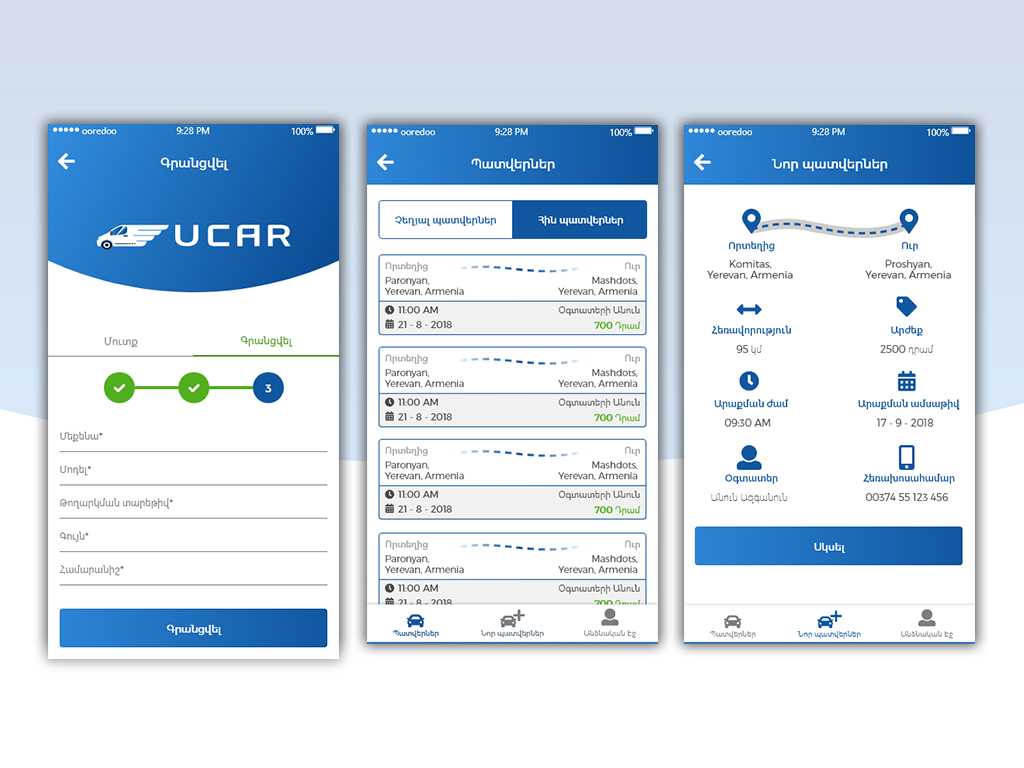 ooredoo 9:28 PM 100%
Գրանցվել
UCAR
Մուտք Գրանցվել
3
Մեքենա*
Մոդել*
Թողարկման տարեթիվ*
Գույն*
Համարանիշ*
Գրանցվել
ooredoo 9:28 PM 100%
Պատվերներ
Չեղյալ պատվերներ Հին պատվերներ
Որտեղից Ուր
Paronyan, Mashdots,
Yerevan, Armenia Yerevan, Armenia
11:00 AM Օգտատերի Անուն
21 - 8 - 2018 700 Դրամ
Որտեղից Ուր
Paronyan, Mashdots,
Yerevan, Armenia Yerevan, Armenia
11:00 AM Օգտատերի Անուն
21 - 8 - 2018 700 Դրամ
Որտեղից Ուր
Paronyan, Mashdots,
Yerevan, Armenia Yerevan, Armenia
11:00 AM Օգտատերի Անուն
21 - 8 - 2018 700 Դրամ
Որտեղից Ուր
Paronyan, Mashdots,
Yerevan, Armenia Yerevan, Armenia
11:00 AM Օգտատերի Անուն
21 - 8 - 2018 700 Դրամ
Պատվերներ Նոր պատվերներ Անձնական Էջ
ooredoo 9:28 PM 100%
Նոր պատվերներ
Որտեղից Ուր
Komitas, Proshyan,
Yerevan, Armenia Yerevan, Armenia
Հեռավորություն Արժեք
95 կմ 2500 դրամ
Առաքման ժամ Առաքման ամսաթիվ
09:30 AM 17 - 9 - 2018
Օգտատեր Հեռախոսահամար
Անուն Ազգանուն 00374 55 123 456
Սկսել
Պատվերներ Նոր պատվերներ Անձնական Էջ